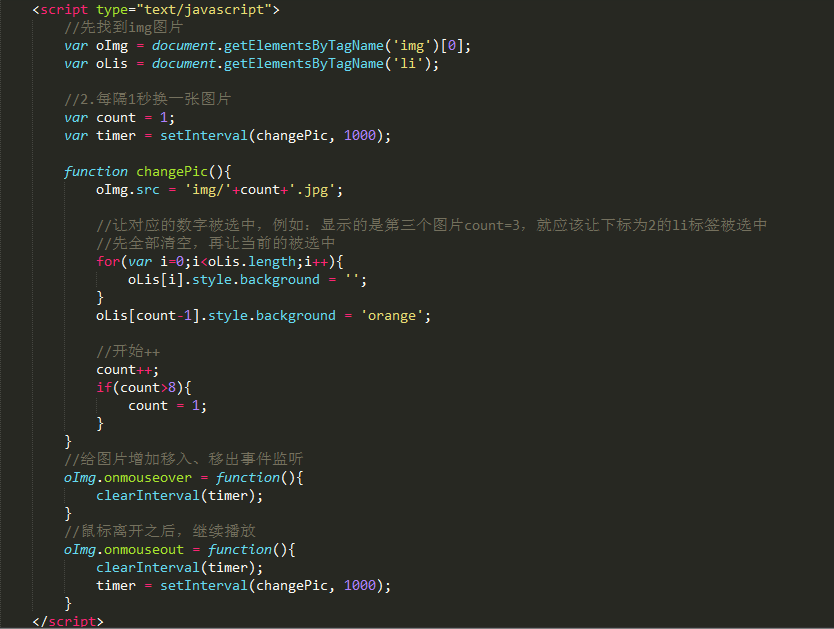 <script type="text/javascript">
//先找到img图片
var oImg = document.getElementsByTagName('img')[0];
var oLis = document.getElementsByTagName('li');
//2.每隔1秒换一张图片
var count = 1;
var timer = setInterval(changePic, 1000);
function changePic(){
oImg.src = 'img/'+count+'.jpg';
//让对应的数字被选中，例如：显示的是第三个图片count=3，就应该让下标为2的li标签被选中
//先全部清空，再让当前的被选中
for(var i=0;i<oLis.length;i++){
oLis[i].style.background = '';
}
oLis[count-1].style.background = 'orange';
//开始++
count++;
if(count>8){
count = 1;
}
}
//给图片增加移入、移出事件监听
oImg.onmouseover = function(){
clearInterval(timer);
}
//鼠标离开之后，继续播放
oImg.onmouseout = function(){
clearInterval(timer);
timer = setInterval(changePic, 1000);
}
</script>